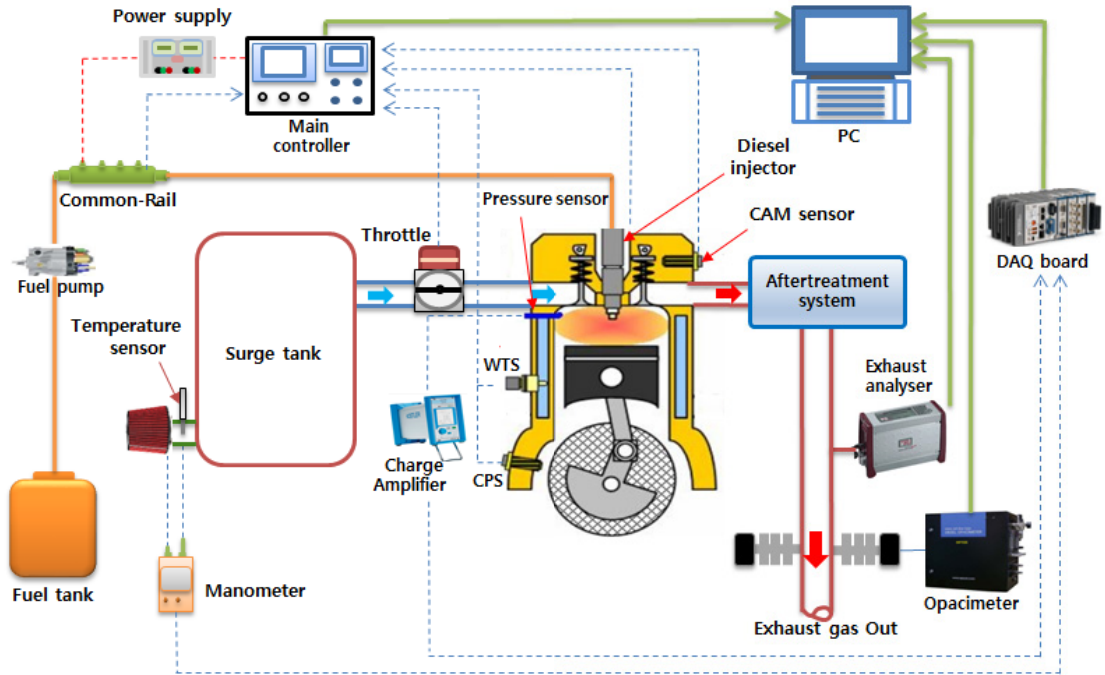 Power supply
Main
controller
PC
Diesel
injector
Common-Rail
Pressure sensor
CAM sensor
Throttle
DAQ board
Fuel pump
Aftertreatment
system
Temperature
sensor
Surge tank
WTS
Exhaust
analyser
Charge
Amplifier
CPS
Fuel tank
Manometer
Opacimeter
Exhaust gas Out